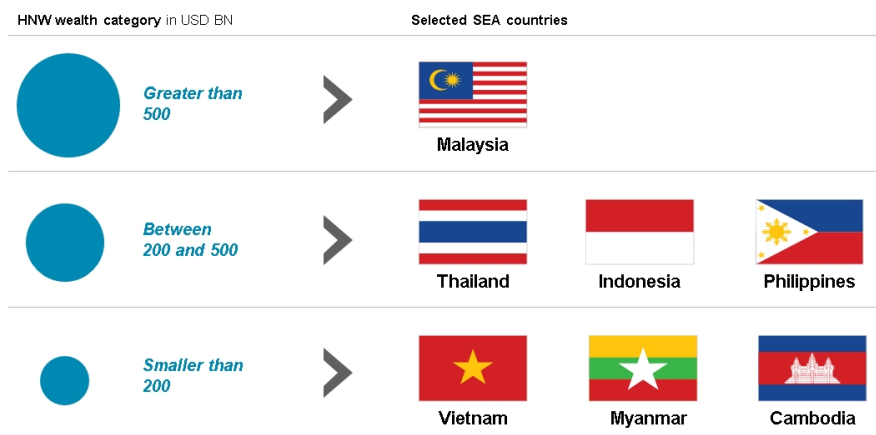 HNW wealth category in USD BN
Selected SEA countries
Greater than
500
Malaysia
Between
200 and 500
Thailand
Indonesia
Philippines
Smaller than
200
Vietnam
Myanmar
Cambodia